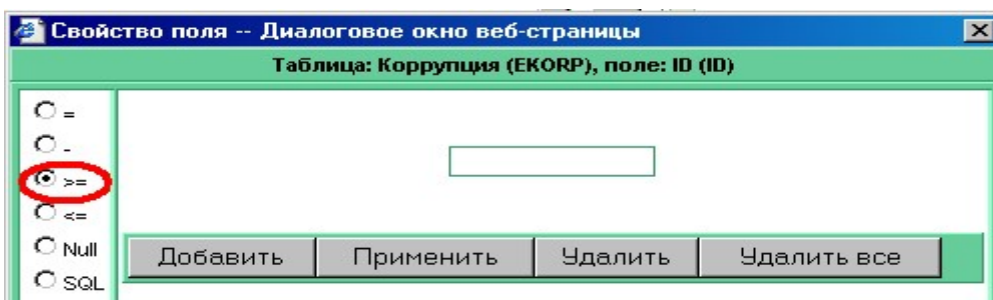 Свойство поля -- Диалоговое окно веб-страницы
Таблица: Коррупция (EKORP), поле: ID (ID)
=
-
>=
<=
Null
SQL
Добавить Применить Удалить Удалить все